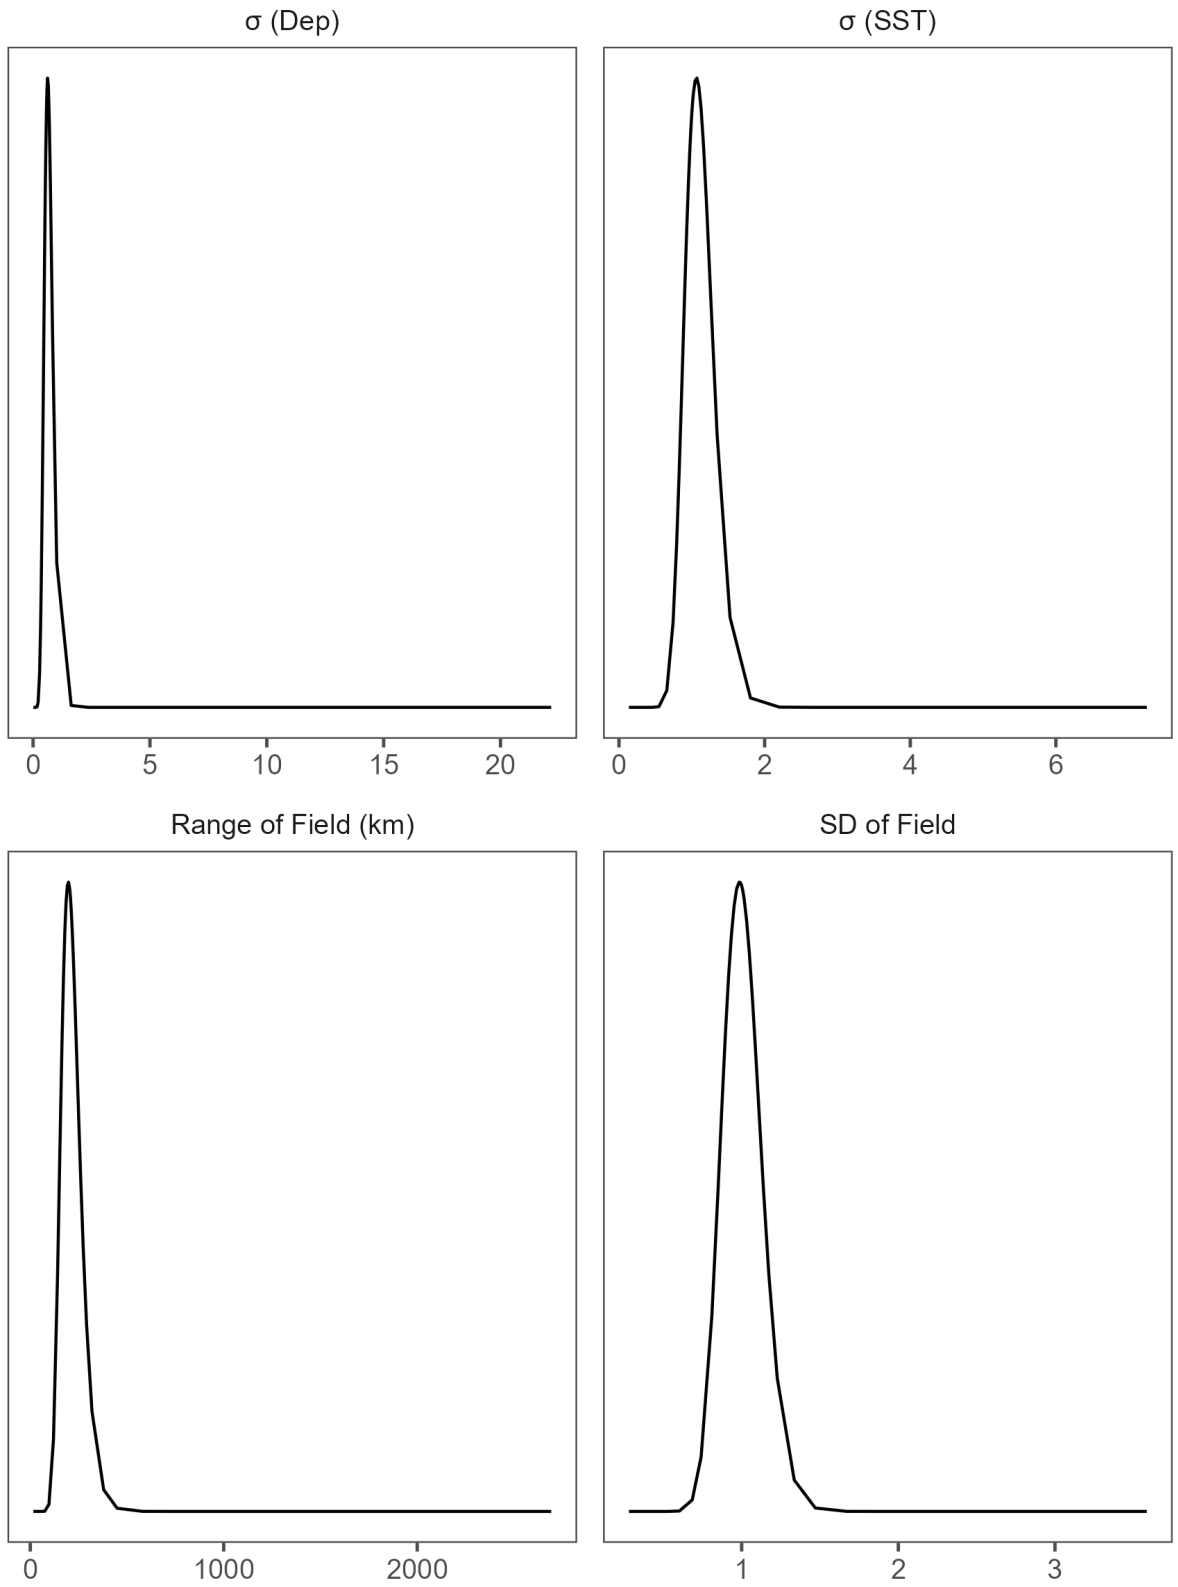 σ (Dep)
σ (SST)
0 5 10 15 20
0 2 4 6
Range of Field (km)
SD of Field
0 1000 2000
1 2 3